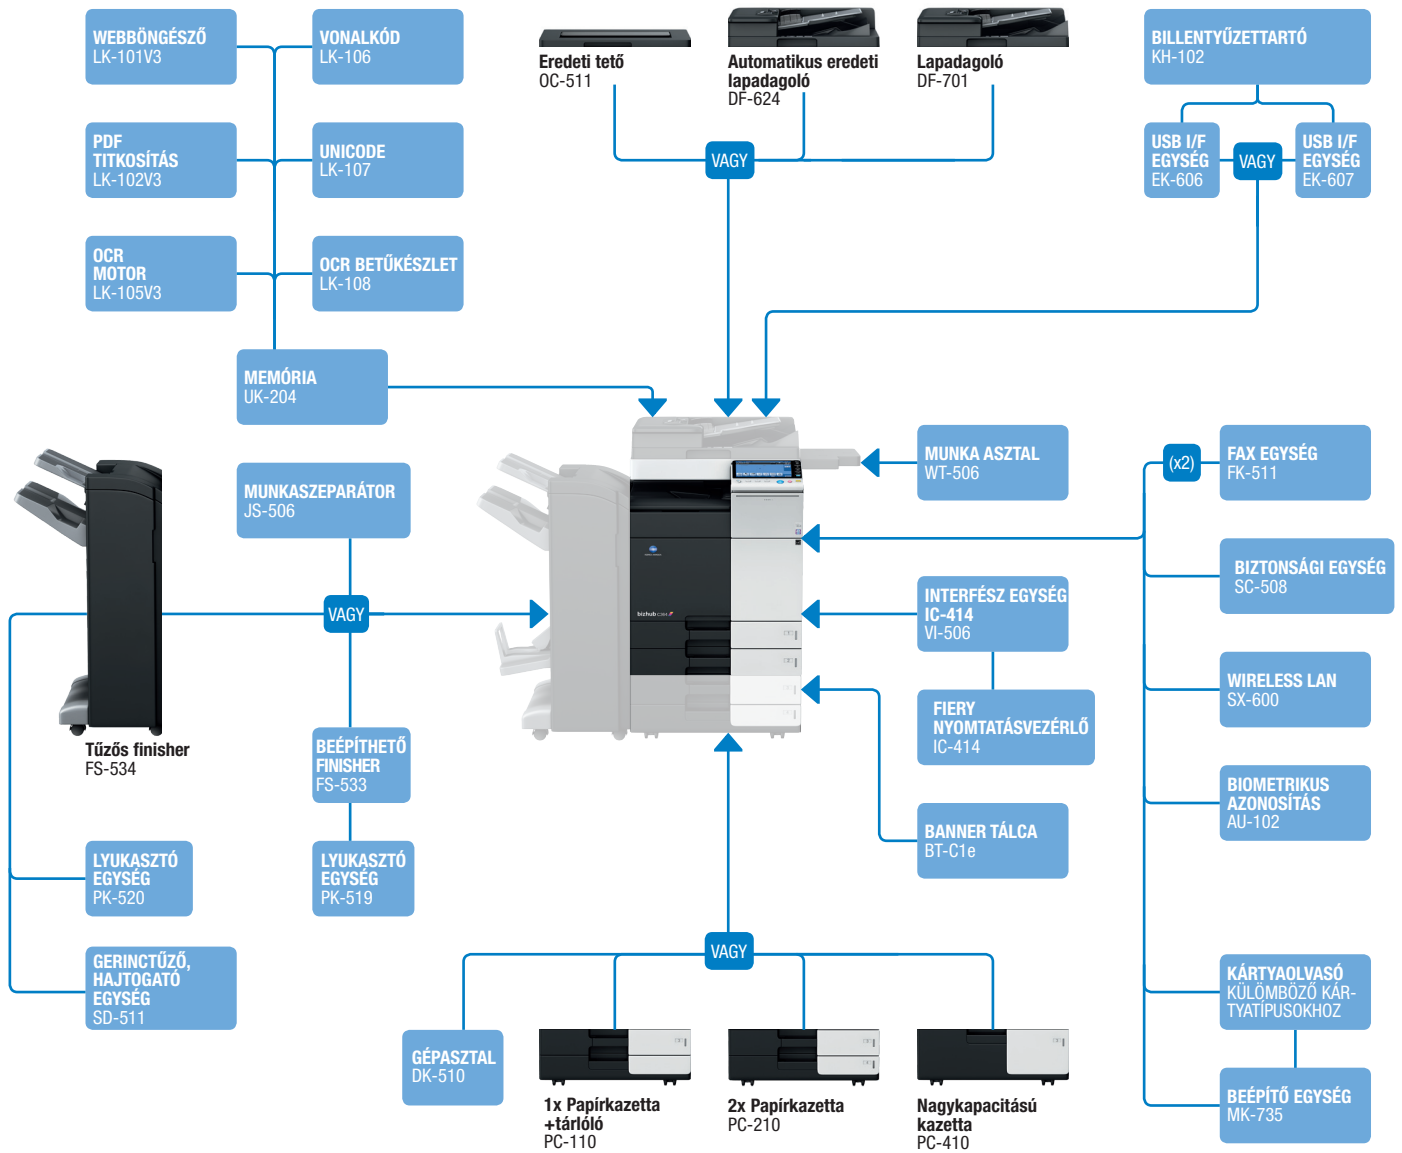 WEBBÖNGÉSZŐ
LK-101V3
VONALKÓD
LK-106
PDF
TITKOSÍTÁS
LK-102V3
UNICODE
LK-107
OCR
MOTOR
LK-105V3
OCR BETŰKÉSZLET
LK-108
MEMÓRIA
UK-204
Eredeti tető
OC-511
Automatikus eredeti
lapadagoló
DF-624
Lapadagoló
DF-701
VAGY
BILLENTYŰZETTARTÓ
KH-102
USB I/F
EGYSÉG
EK-606
VAGY
USB I/F
EGYSÉG
EK-607
MUNKASZEPARÁTOR
JS-506
VAGY
Tűzős finisher
FS-534
BEÉPÍTHETŐ
FINISHER
FS-533
LYUKASZTÓ
EGYSÉG
PK-520
LYUKASZTÓ
EGYSÉG
PK-519
GERINCTŰZŐ,
HAJTOGATÓ
EGYSÉG
SD-511
bizhub
MUNKA ASZTAL
WT-506
INTERFÉSZ EGYSÉG
IC-414
VI-506
FIERY
NYOMTATÁSVEZÉRLŐ
IC-414
BANNER TÁLCA
BT-C1e
(x2)
FAX EGYSÉG
FK-511
BIZTONSÁGI EGYSÉG
SC-508
WIRELESS LAN
SX-600
BIOMETRIKUS
AZONOSÍTÁS
AU-102
KÁRTYAOLVASÓ
KÜLÖMBÖZŐ KÁR-
TYATÍPUSOKHOZ
BEÉPÍTŐ EGYSÉG
MK-735
VAGY
GÉPASZTAL
DK-510
1x Papírkazetta
+tárlóló
PC-110
2x Papírkazetta
PC-210
Nagykapacitású
kazetta
PC-410